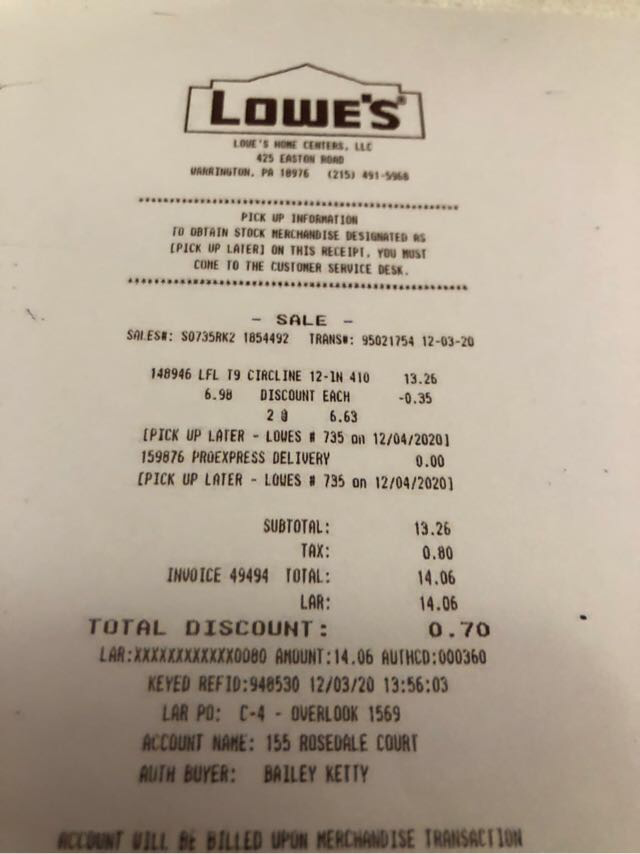 LOWE'S
LOWE'S HOME CENTERS, LLC
425 EASTON ROAD
WARRINGTON, PA 18976 (215) 491-5968
PICK UP INFORMATION
TO OBTAIN STOCK MERCHANDISE DESIGNATED AS
[PICK UP LATER] ON THIS RECEIPT, YOU MUST
COME TO THE CUSTOMER SERVICE DESK.
- SALE -
SALES#: S0735RK2 1854492 TRANS#: 95021754 12-03-20
148946 LFL T9 CIRCLINE 12-IN 410 13.26
6.98 DISCOUNT EACH -0.35
2 @ 6.63
[PICK UP LATER - LOWES # 735 on 12/04/2020]
159876 PROEXPRESS DELIVERY 0.00
[PICK UP LATER - LOWES # 735 on 12/04/2020]
SUBTOTAL: 13.26
TAX: 0.80
INVOICE 49494 TOTAL: 14.06
LAR: 14.06
TOTAL DISCOUNT: 0.70
LAR:XXXXXXXXXXXX0080 AMOUNT:14.06 AUTHCD:000360
KEYED REFID:948530 12/03/20 13:56:03
LAR PO: C-4 - OVERLOOK 1569
ACCOUNT NAME: 155 ROSEDALE COURT
AUTH BUYER: BAILEY KETTY
ACCOUNT WILL BE BILLED UPON MERCHANDISE TRANSACTION